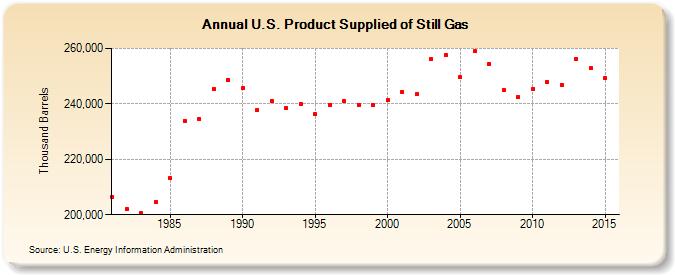 Annual U.S. Product Supplied of Still Gas
Thousand Barrels
260,000
240,000
220,000
200,000
1985 1990 1995 2000 2005 2010 2015
Source: U.S. Energy Information Administration